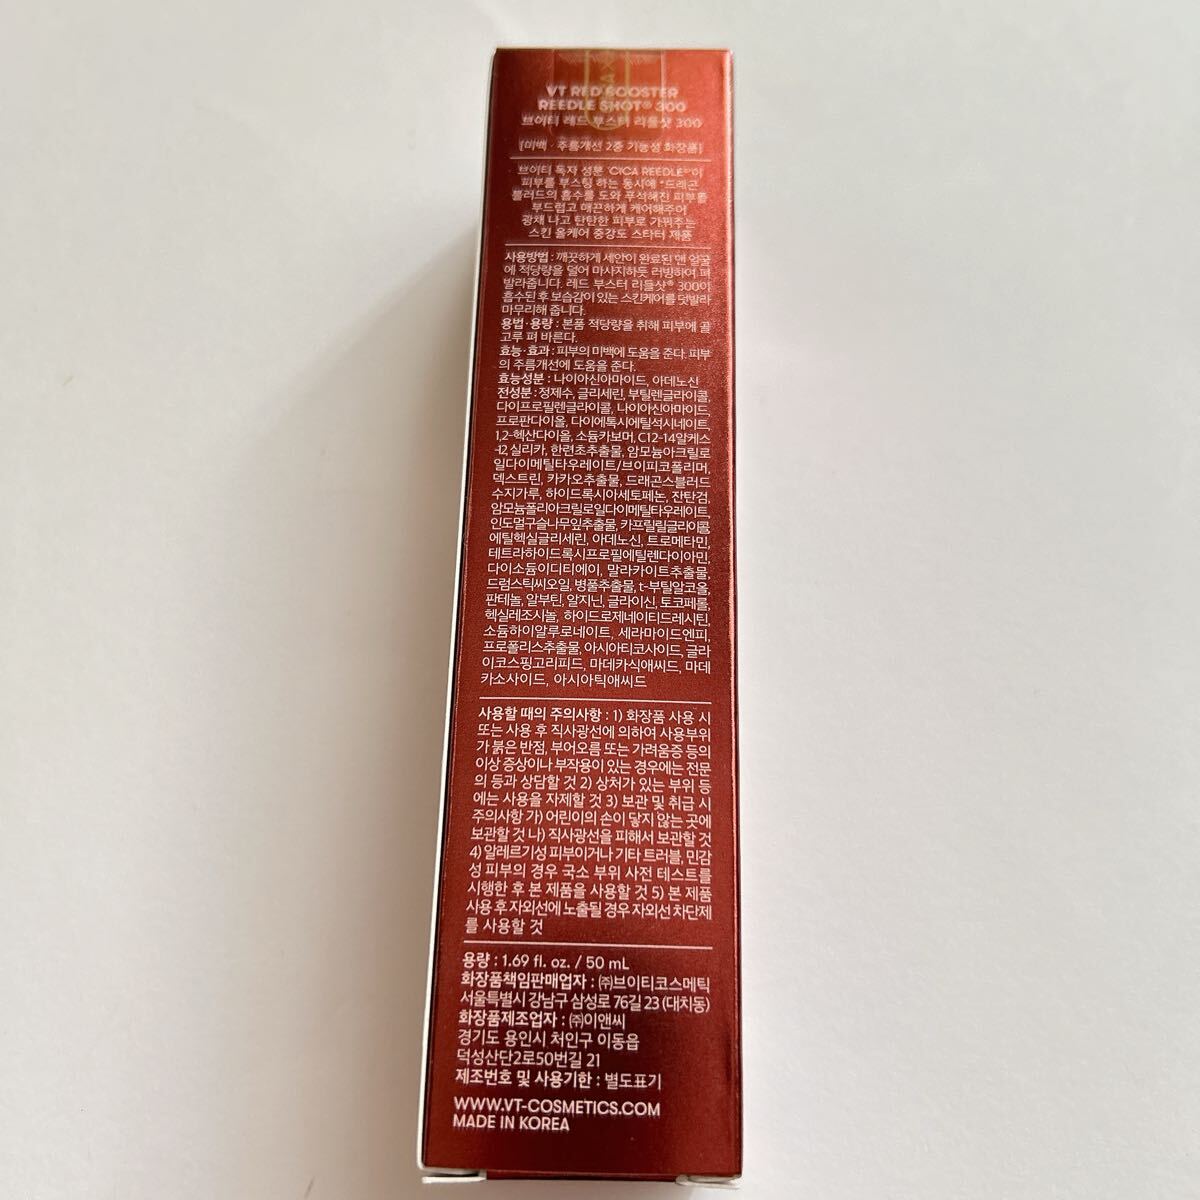 VT RED BOOSTER
REEDLE SHOT® 300
브이티 레드 부스터 리들샷 300
[미백 · 주름개선 2중 기능성 화장품]
브이티 독자 성분 'CICA REEDLE®'이
피부를 부스팅 하는 동시에 "드래곤
블러드의 흡수를 도와 푸석해진 피부를
부드럽고 매끈하게 케어해주어
광채 나고 탄탄한 피부로 가꿔주는
스킨 올케어 중강도 스타터 제품
사용방법 : 깨끗하게 세안이 완료된 맨 얼굴
에 적당량을 덜어 마사지하듯 러빙하여 펴
발라줍니다. 레드 부스터 리들샷® 300이
흡수된 후 보습감이 있는 스킨케어를 덧발라
마무리해 줍니다.
용법·용량 : 본품 적당량을 취해 피부에 골
고루 펴 바른다.
효능·효과 : 피부의 미백에 도움을 준다. 피부
의 주름개선에 도움을 준다.
효능성분 : 나이아신아마이드, 아데노신
전성분 : 정제수, 글리세린, 부틸렌글라이콜,
다이프로필렌글라이콜, 나이아신아마이드,
프로판다이올, 다이에톡시에틸석시네이트,
1,2-헥산다이올, 소듐카보머, C12-14알케스
-12, 실리카, 한련초추출물, 암모늄아크릴로
일다이메틸타우레이트/브이피코폴리머,
덱스트린, 카카오추출물, 드래곤스블러드
수지가루, 하이드록시아세토페논, 잔탄검,
암모늄폴리아크릴로일다이메틸타우레이트,
인도멀구슬나무잎추출물, 카프릴릴글라이콜,
에틸헥실글리세린, 아데노신, 트로메타민,
테트라하이드록시프로필에틸렌다이아민,
다이소듐이디티에이, 말라카이트추출물,
드럼스틱씨오일, 병풀추출물, t-부틸알코올,
판테놀, 알부틴, 알지닌, 글라이신, 토코페롤,
헥실레조시놀, 하이드로제네이티드레시틴,
소듐하이알루로네이트, 세라마이드엔피,
프로폴리스추출물, 아시아티코사이드, 글라
이코스핑고리피드, 마데카식애씨드, 마데
카소사이드, 아시아틱애씨드
사용할 때의 주의사항 : 1) 화장품 사용 시
또는 사용 후 직사광선에 의하여 사용부위
가 붉은 반점, 부어오름 또는 가려움증 등의
이상 증상이나 부작용이 있는 경우에는 전문
의 등과 상담할 것 2) 상처가 있는 부위 등
에는 사용을 자제할 것 3) 보관 및 취급 시
주의사항 가) 어린이의 손이 닿지 않는 곳에
보관할 것 나) 직사광선을 피해서 보관할 것
4) 알레르기성 피부이거나 기타 트러블, 민감
성 피부의 경우 국소 부위 사전 테스트를
시행한 후 본 제품을 사용할 것 5) 본 제품
사용 후 자외선에 노출될 경우 자외선 차단제
를 사용할 것
용량 : 1.69 fl. oz. / 50 mL
화장품책임판매업자 : ㈜브이티코스메틱
서울특별시 강남구 삼성로 76길 23 (대치동)
화장품제조업자 : ㈜이앤씨
경기도 용인시 처인구 이동읍
덕성산단2로50번길 21
제조번호 및 사용기한 : 별도표기
WWW.VT-COSMETICS.COM
MADE IN KOREA